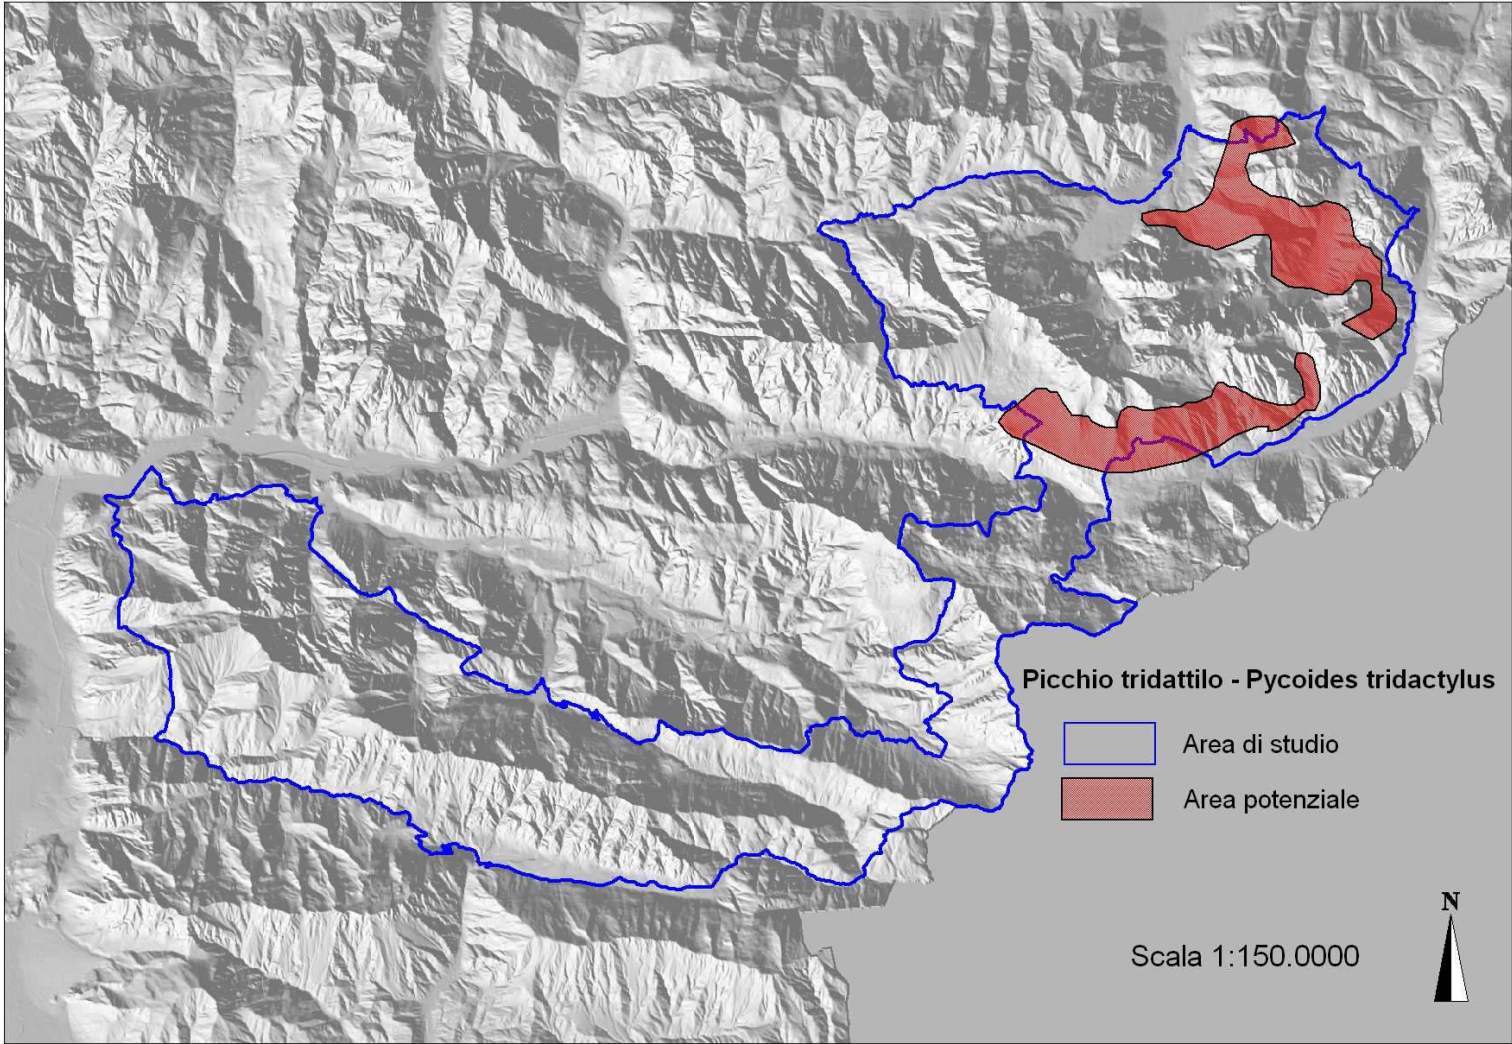 Picchio tridattilo - Pycoides tridactylus
Area di studio
Area potenziale
N
Scala 1:150.0000